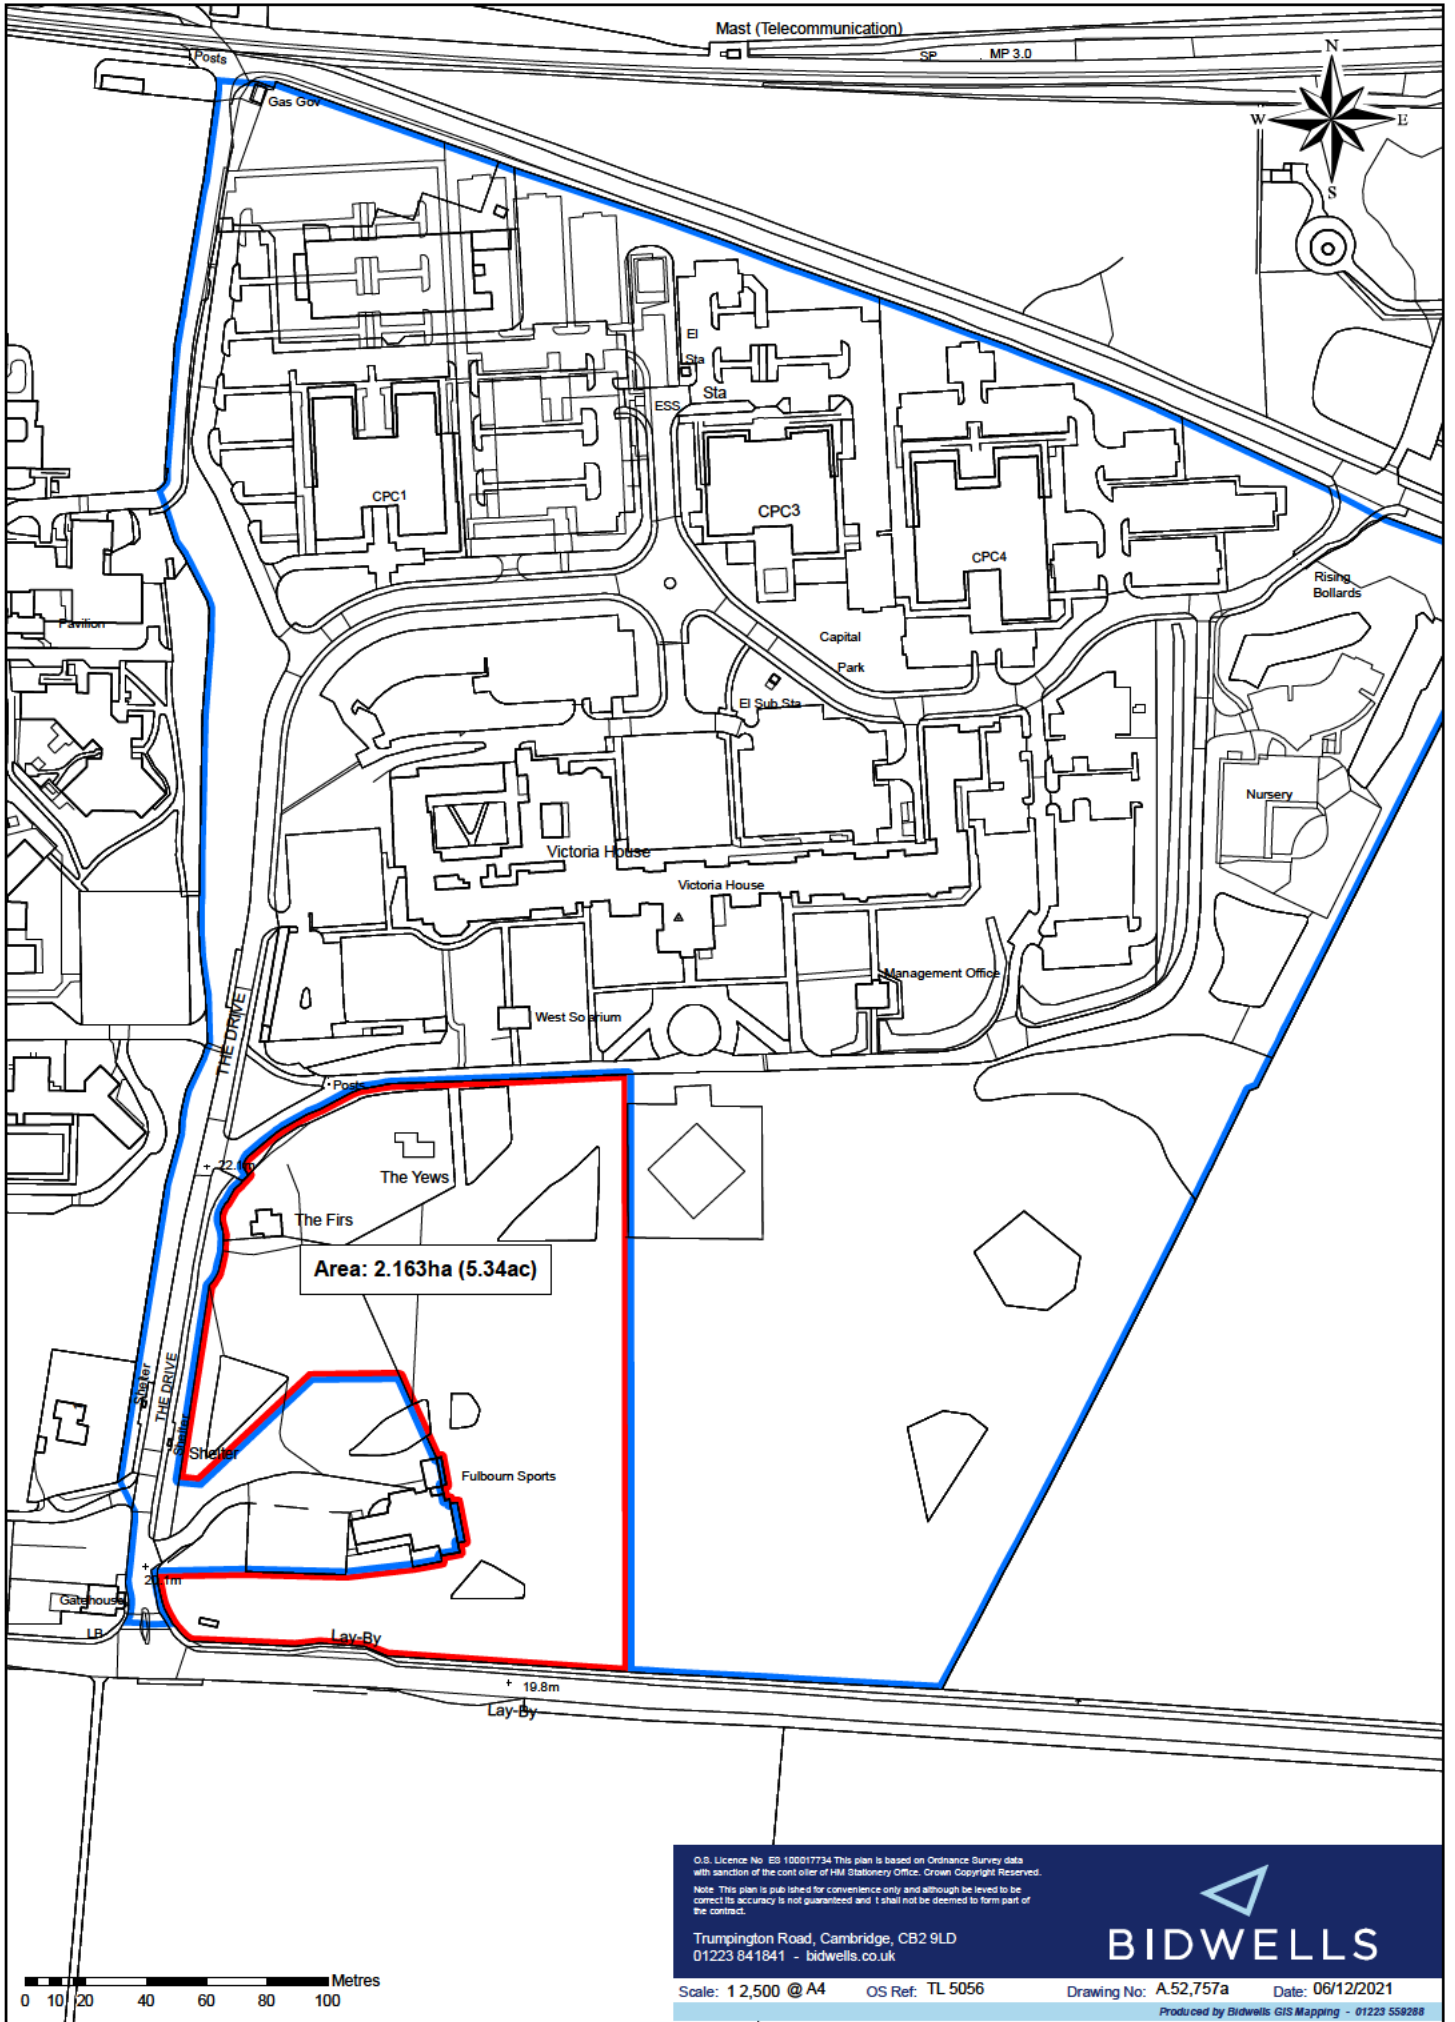 Mast (Telecommunication)
SP
MP 3.0
Posts
Gas Gov
N
W
E
S
El
Sta
Sta
ESS
CPC1
CPC3
CPC4
Rising
Bollards
Pavilion
Capital
Park
El Sub Sta
Nursery
Victoria House
Victoria House
Management Office
West So arium
THE DRIVE
Posts
The Yews
The Firs
Area: 2.163ha (5.34ac)
Shelter
THE DRIVE
Shelter
Shelter
Fulbourn Sports
Gatehouse
LB
Lay-By
19.8m
Lay-By
O.S. Licence No ES 100017734 This plan is based on Ordnance Survey data
with sanction of the cont oller of HM Stationery Office. Crown Copyright Reserved.
Note This plan is pub ished for convenience only and although be ieved to be
correct its accuracy is not guaranteed and t shall not be deemed to form part of
the contract.
Trumpington Road, Cambridge, CB2 9LD
01223 841841 - bidwells.co.uk
BIDWELLS
Metres
0 10 20 40 60 80 100
Scale: 1 2,500 @ A4 OS Ref: TL 5056 Drawing No: A.52,757a Date: 06/12/2021
Produced by Bidwells GIS Mapping - 01223 559288